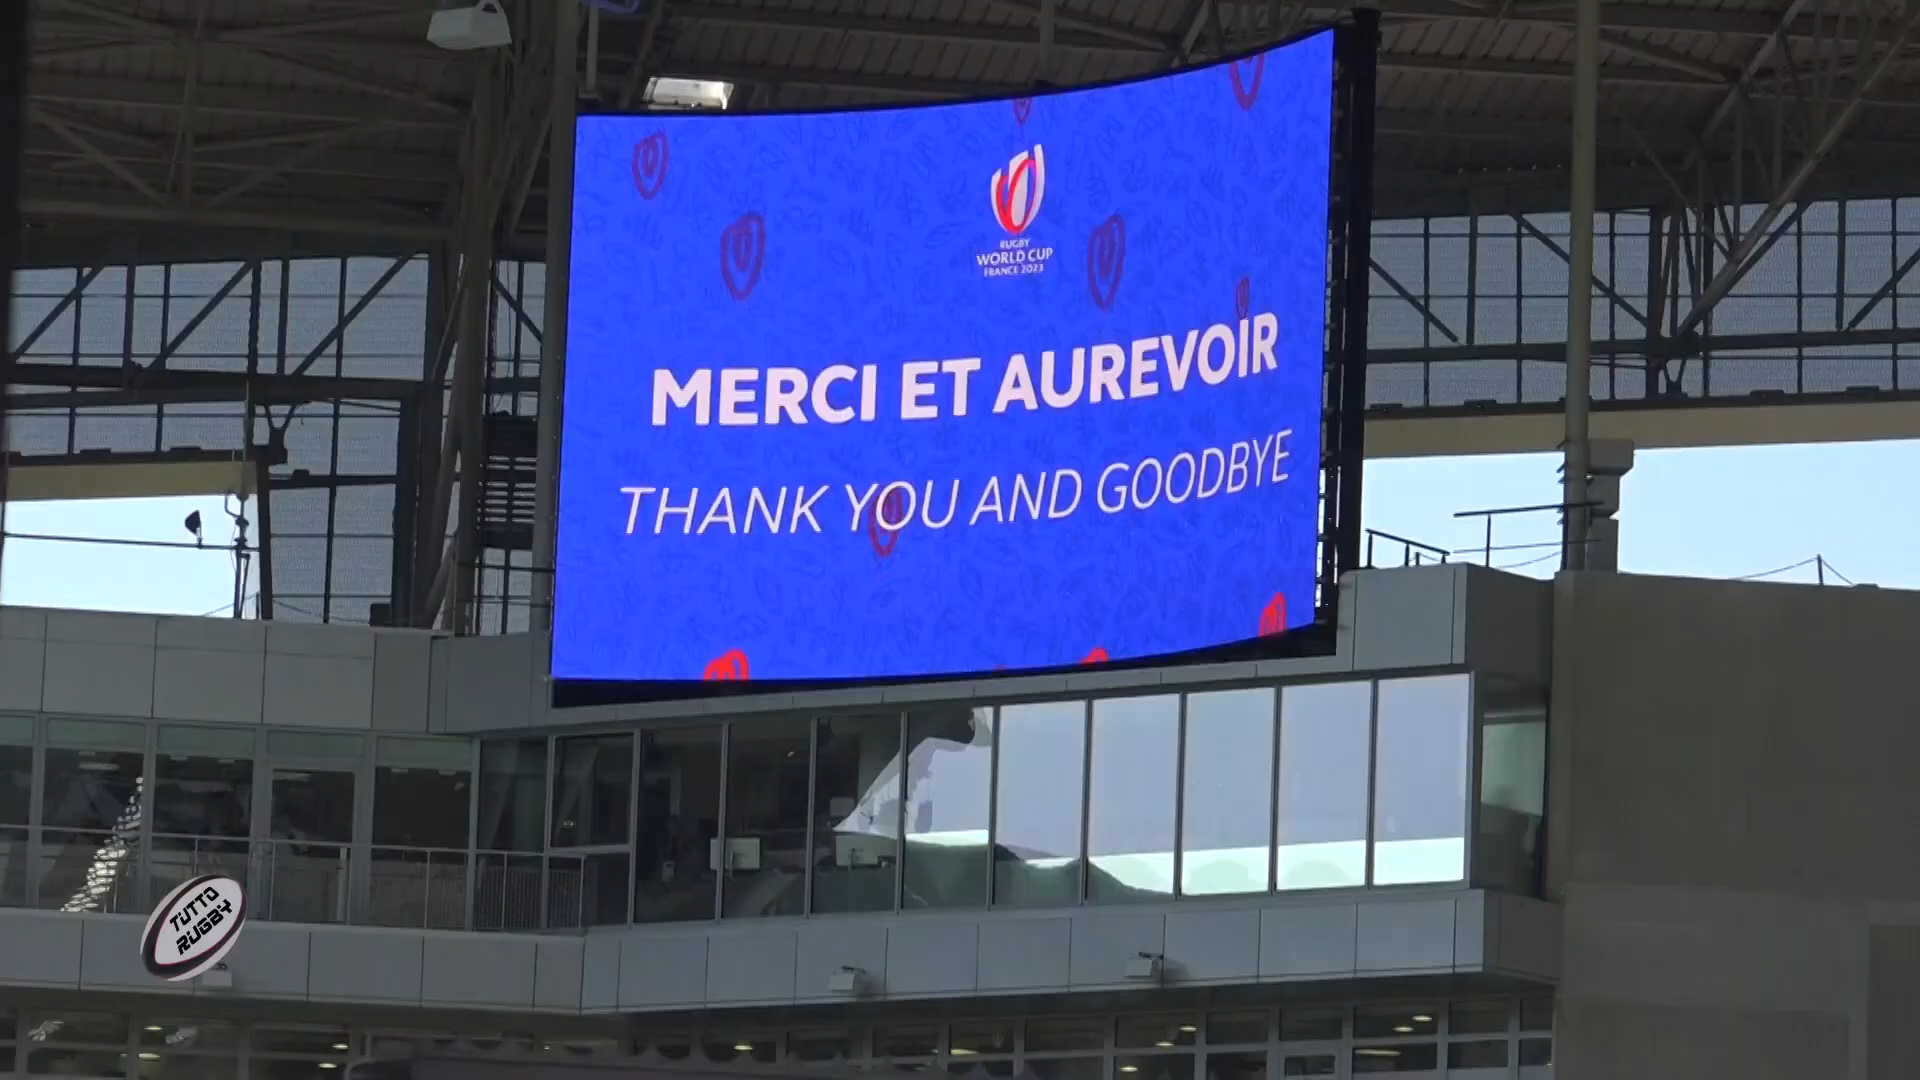 RUGBY
WORLD CUP
FRANCE 2023
MERCI ET AUREVOIR
THANK YOU AND GOODBYE
TUTTO
RUGBY